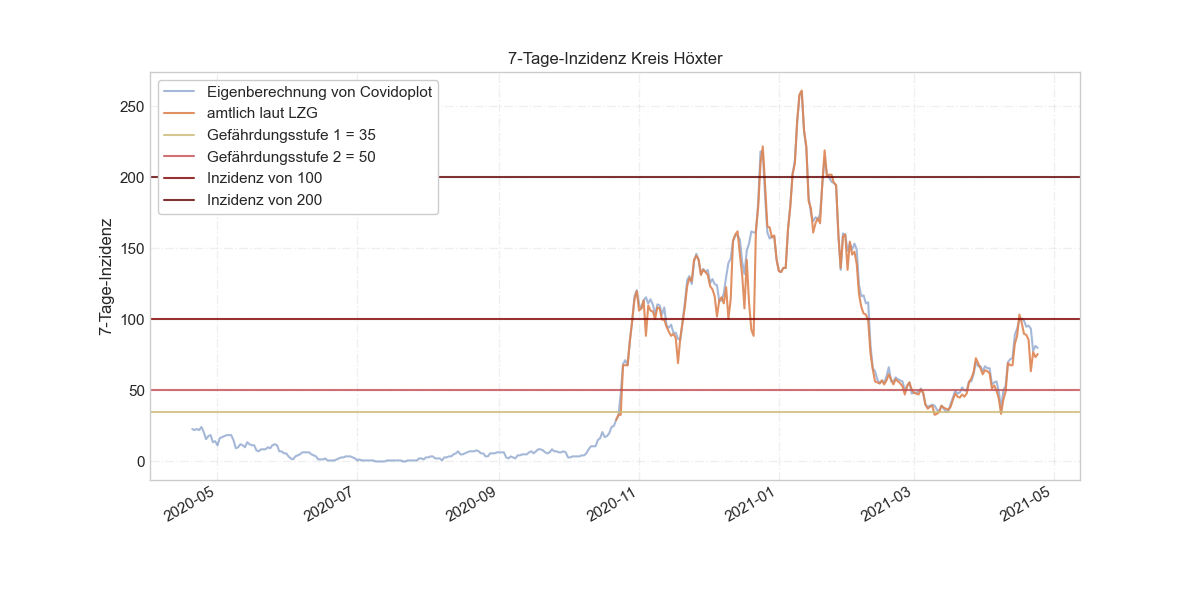 7-Tage-Inzidenz Kreis Höxter
Eigenberechnung von Covidoplot
amtlich laut LZG
Gefährdungsstufe 1 = 35
Gefährdungsstufe 2 = 50
Inzidenz von 100
Inzidenz von 200
7-Tage-Inzidenz
250
200
150
100
50
0
2020-05
2020-07
2020-09
2020-11
2021-01
2021-03
2021-05